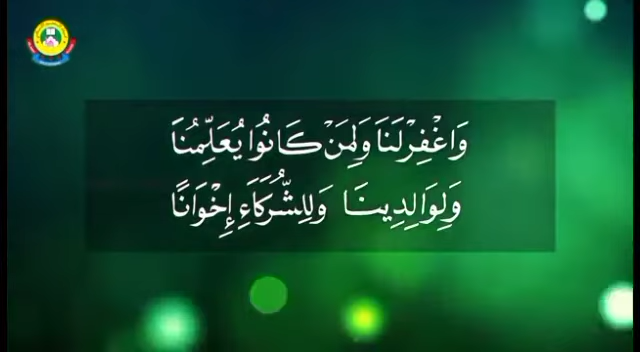 وَاغْفِرْلَنَا وَلِمَنْ كَانُوا يُعَلِّمُنَا
وَلِوَالِدِينَا وَلِلشُّرَكَاءِ إِخْوَانًا